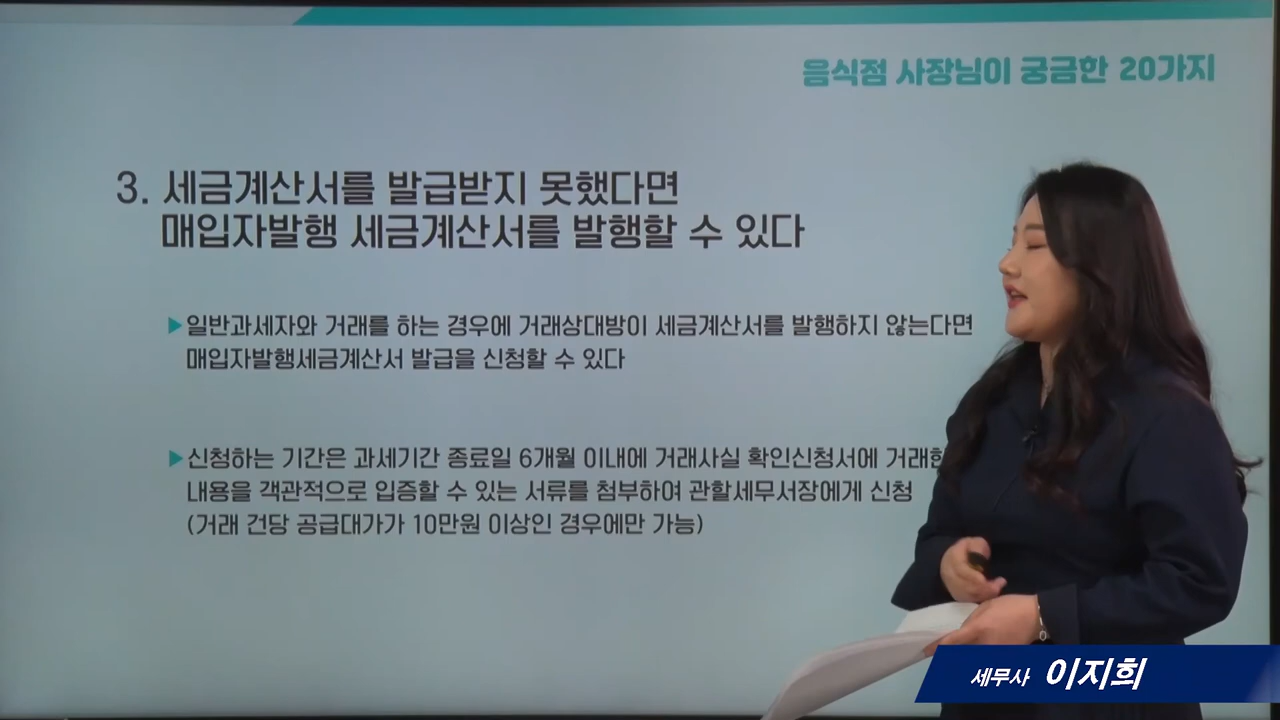 음식점 사장님이 궁금한 20가지
3. 세금계산서를 발급받지 못했다면
매입자발행 세금계산서를 발행할 수 있다
▶일반과세자와 거래를 하는 경우에 거래상대방이 세금계산서를 발행하지 않는다면
매입자발행세금계산서 발급을 신청할 수 있다
▶신청하는 기간은 과세기간 종료일 6개월 이내에 거래사실 확인신청서에 거래한
내용을 객관적으로 입증할 수 있는 서류를 첨부하여 관할세무서장에게 신청
(거래 건당 공급대가가 10만원 이상인 경우에만 가능)
세무사 이지희